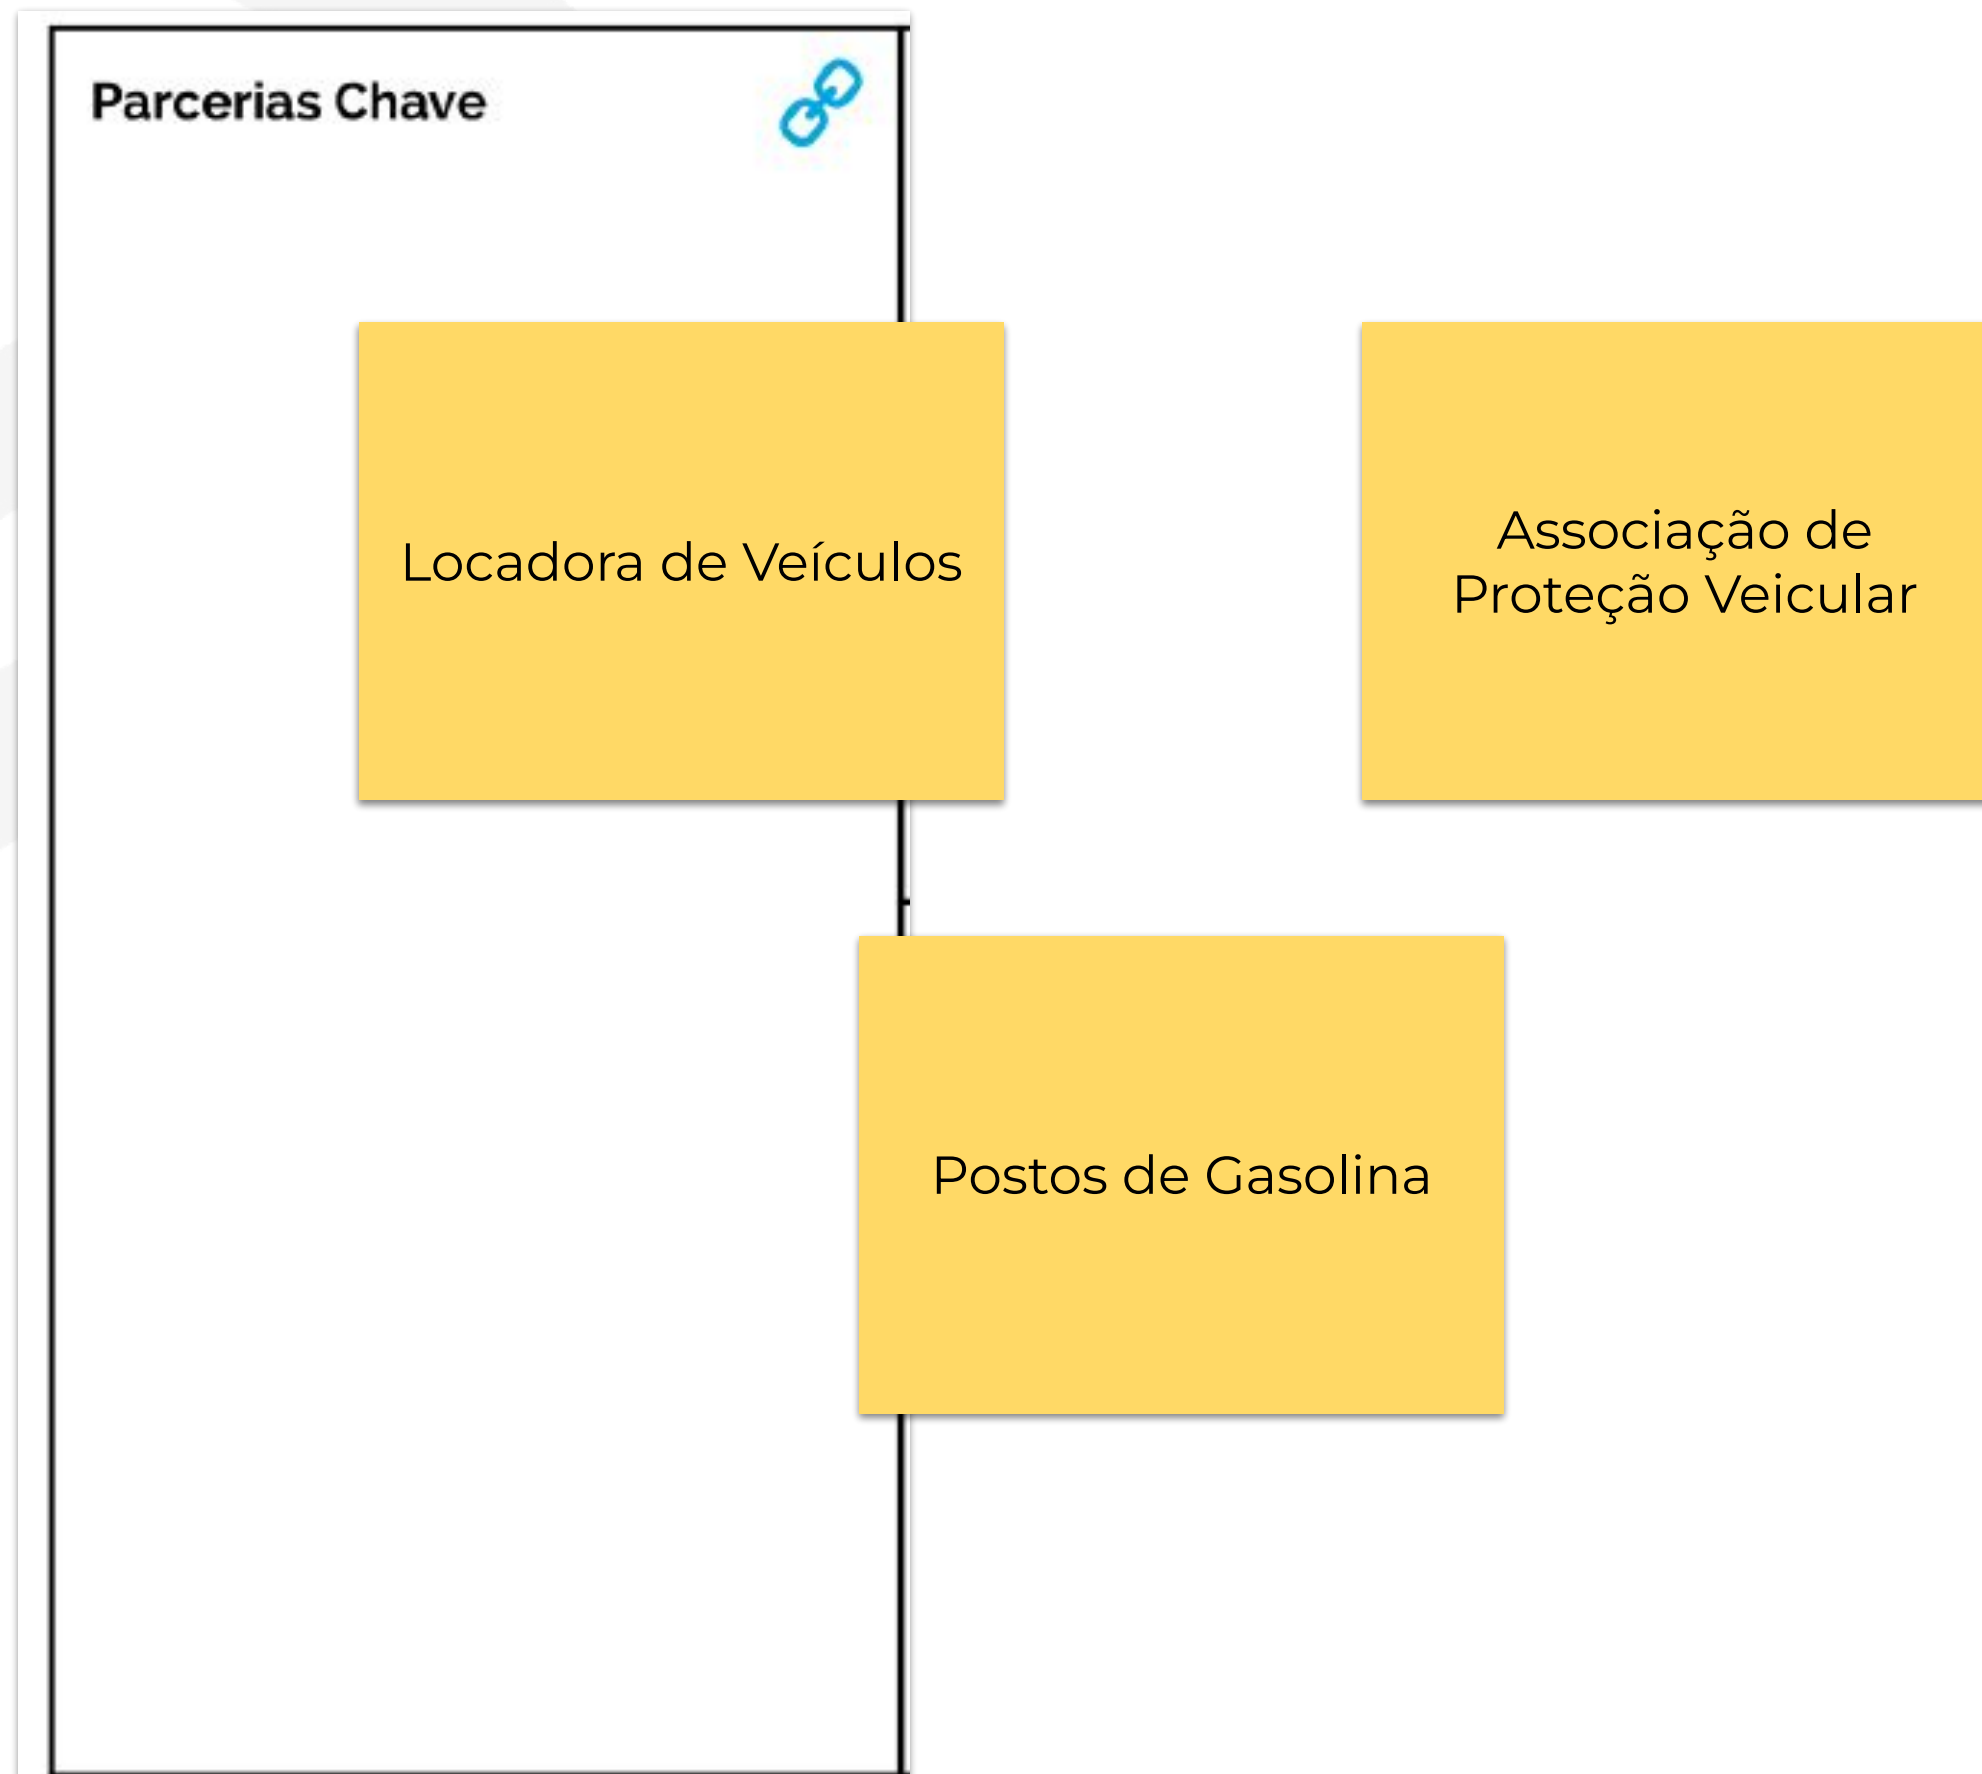 Parcerias Chave
Locadora de Veículos
Associação de
Proteção Veicular
Postos de Gasolina